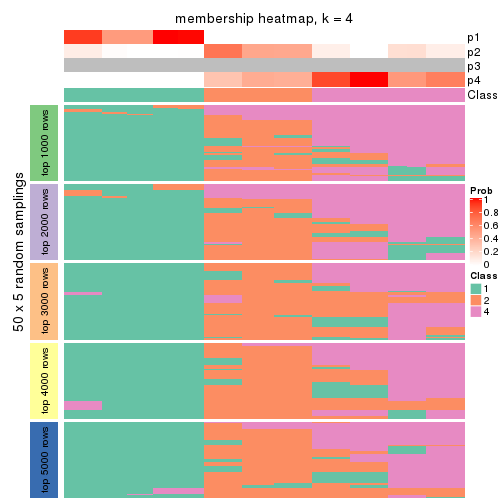 membership heatmap, k = 4
p1
p2
p3
p4
Class
50 x 5 random samplings
top 1000 rows
top 2000 rows
top 3000 rows
top 4000 rows
top 5000 rows
Prob
1
0.8
0.6
0.4
0.2
0
Class
1
2
4